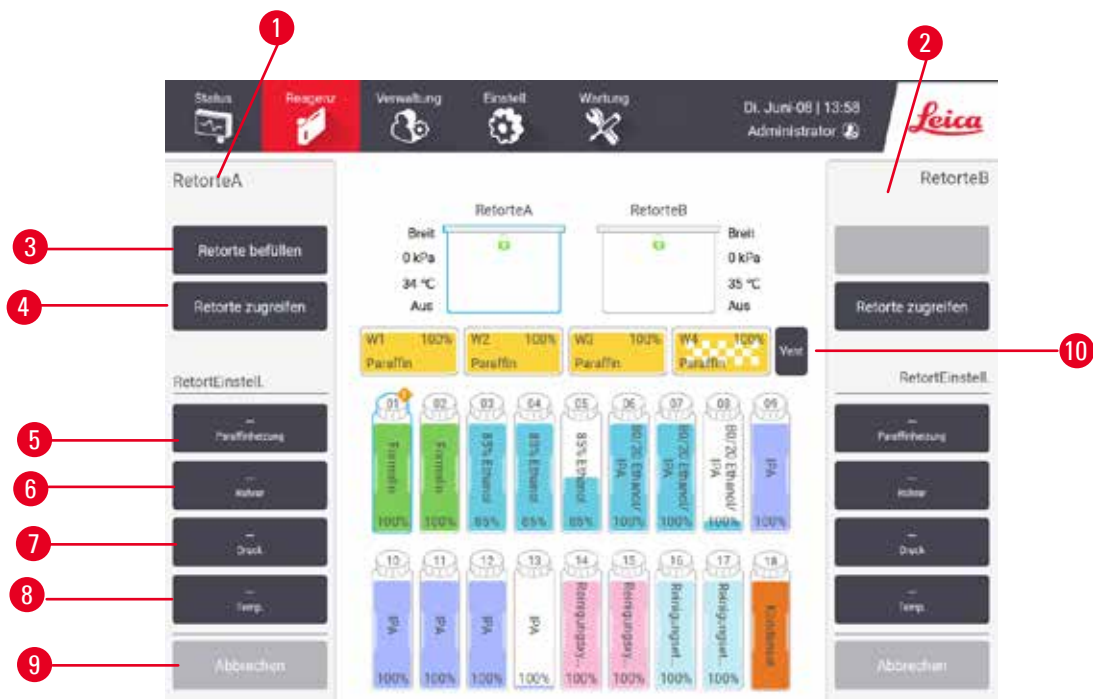 1
2
Status
Reagenz
Verwaltung
Einstell
Wartung
Di. Juni-08 | 13:58
Administrator
Leica
RetorteA
RetorteB
RetorteA
RetorteB
3
Retorte befüllen
4
Retorte zugreifen
Retorte zugreifen
Breit
0 kPa
34 °C
Aus
Breit
0 kPa
35 °C
Aus
W1 100%
Paraffin
W2 100%
Paraffin
W3 100%
Paraffin
W4 100%
Paraffin
Vent
10
RetortEinstell.
RetortEinstell.
5
--
Paraffinheizung
--
Paraffinheizung
6
--
Rührer
--
Rührer
7
--
Druck
--
Druck
8
--
Temp.
--
Temp.
9
Abbrechen
Abbrechen
01
Formalin
100%
02
Formalin
100%
03
85% Ethanol
85%
04
85% Ethanol
85%
05
85% Ethanol
85%
06
80/20 Ethanol/
IPA
100%
07
80/20 Ethanol/
IPA
100%
08
80/20 Ethanol/
IPA
100%
09
IPA
100%
10
IPA
100%
11
IPA
100%
12
IPA
100%
13
IPA
100%
14
Reinigungsxy...
100%
15
Reinigungsxy...
100%
16
Reinigungset...
100%
17
Reinigungset...
100%
18
Kondensat